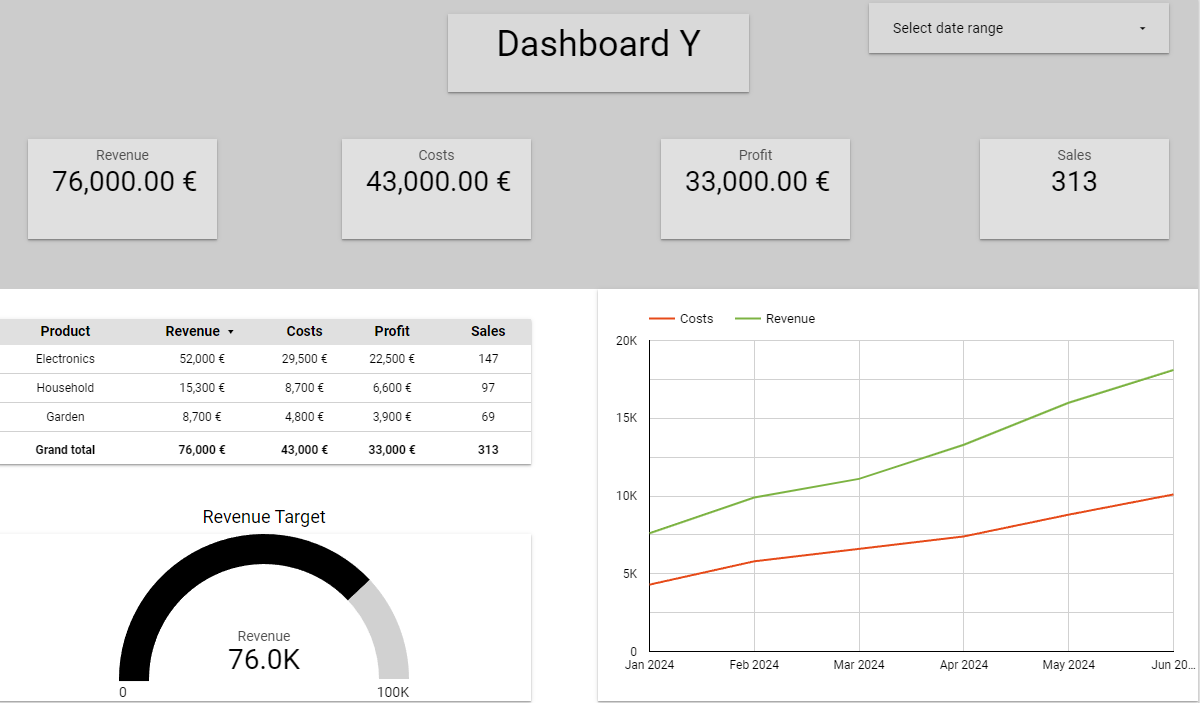 Dashboard Y
Select date range
Revenue
76,000.00 €
Costs
43,000.00 €
Profit
33,000.00 €
Sales
313
Product Revenue Costs Profit Sales
Electronics 52,000 € 29,500 € 22,500 € 147
Household 15,300 € 8,700 € 6,600 € 97
Garden 8,700 € 4,800 € 3,900 € 69
Grand total 76,000 € 43,000 € 33,000 € 313
Revenue Target
Revenue
76.0K
0 100K
Costs Revenue
20K
15K
10K
5K
0
Jan 2024 Feb 2024 Mar 2024 Apr 2024 May 2024 Jun 20...